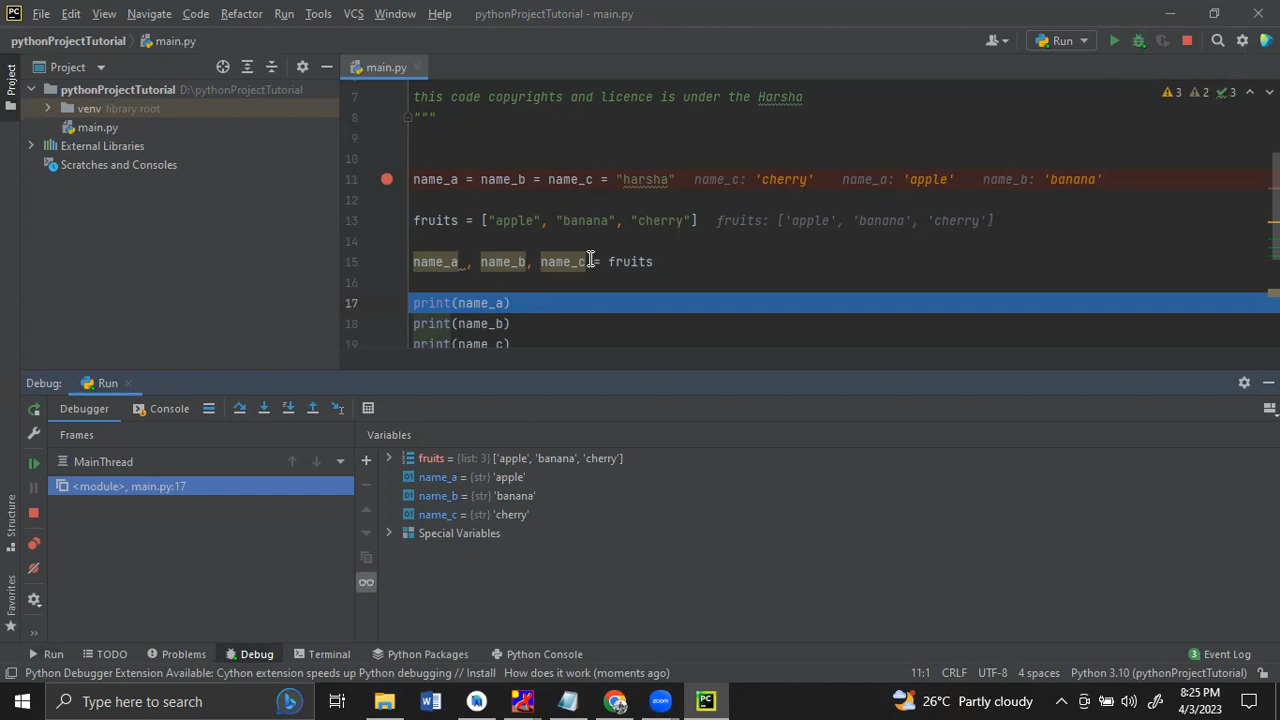 PC File Edit View Navigate Code Refactor Run Tools VCS Window Help pythonProjectTutorial - main.py
pythonProjectTutorial main.py Run
Project
Project main.py
pythonProjectTutorial D:\pythonProjectTutorial
venv library root
main.py
External Libraries
Scratches and Consoles
7 this code copyrights and licence is under the Harsha 3 2 3
8 """
9
10
11 name_a = name_b = name_c = "harsha" name_c: 'cherry' name_a: 'apple' name_b: 'banana'
12
13 fruits = ["apple", "banana", "cherry"] fruits: ['apple', 'banana', 'cherry']
14
15 name_a , name_b, name_c = fruits
16
17 print(name_a)
18 print(name_b)
19 print(name_c)
Debug: Run
Debugger Console
Frames Variables
MainThread
<module>, main.py:17
fruits = {list: 3} ['apple', 'banana', 'cherry']
name_a = {str} 'apple'
name_b = {str} 'banana'
name_c = {str} 'cherry'
Special Variables
Structure
Favorites
Run TODO Problems Debug Terminal Python Packages Python Console 3 Event Log
Python Debugger Extension Available: Cython extension speeds up Python debugging // Install How does it work (moments ago) 11:1 CRLF UTF-8 4 spaces Python 3.10 (pythonProjectTutorial)
Type here to search 26°C Partly cloudy 8:25 PM
4/3/2023